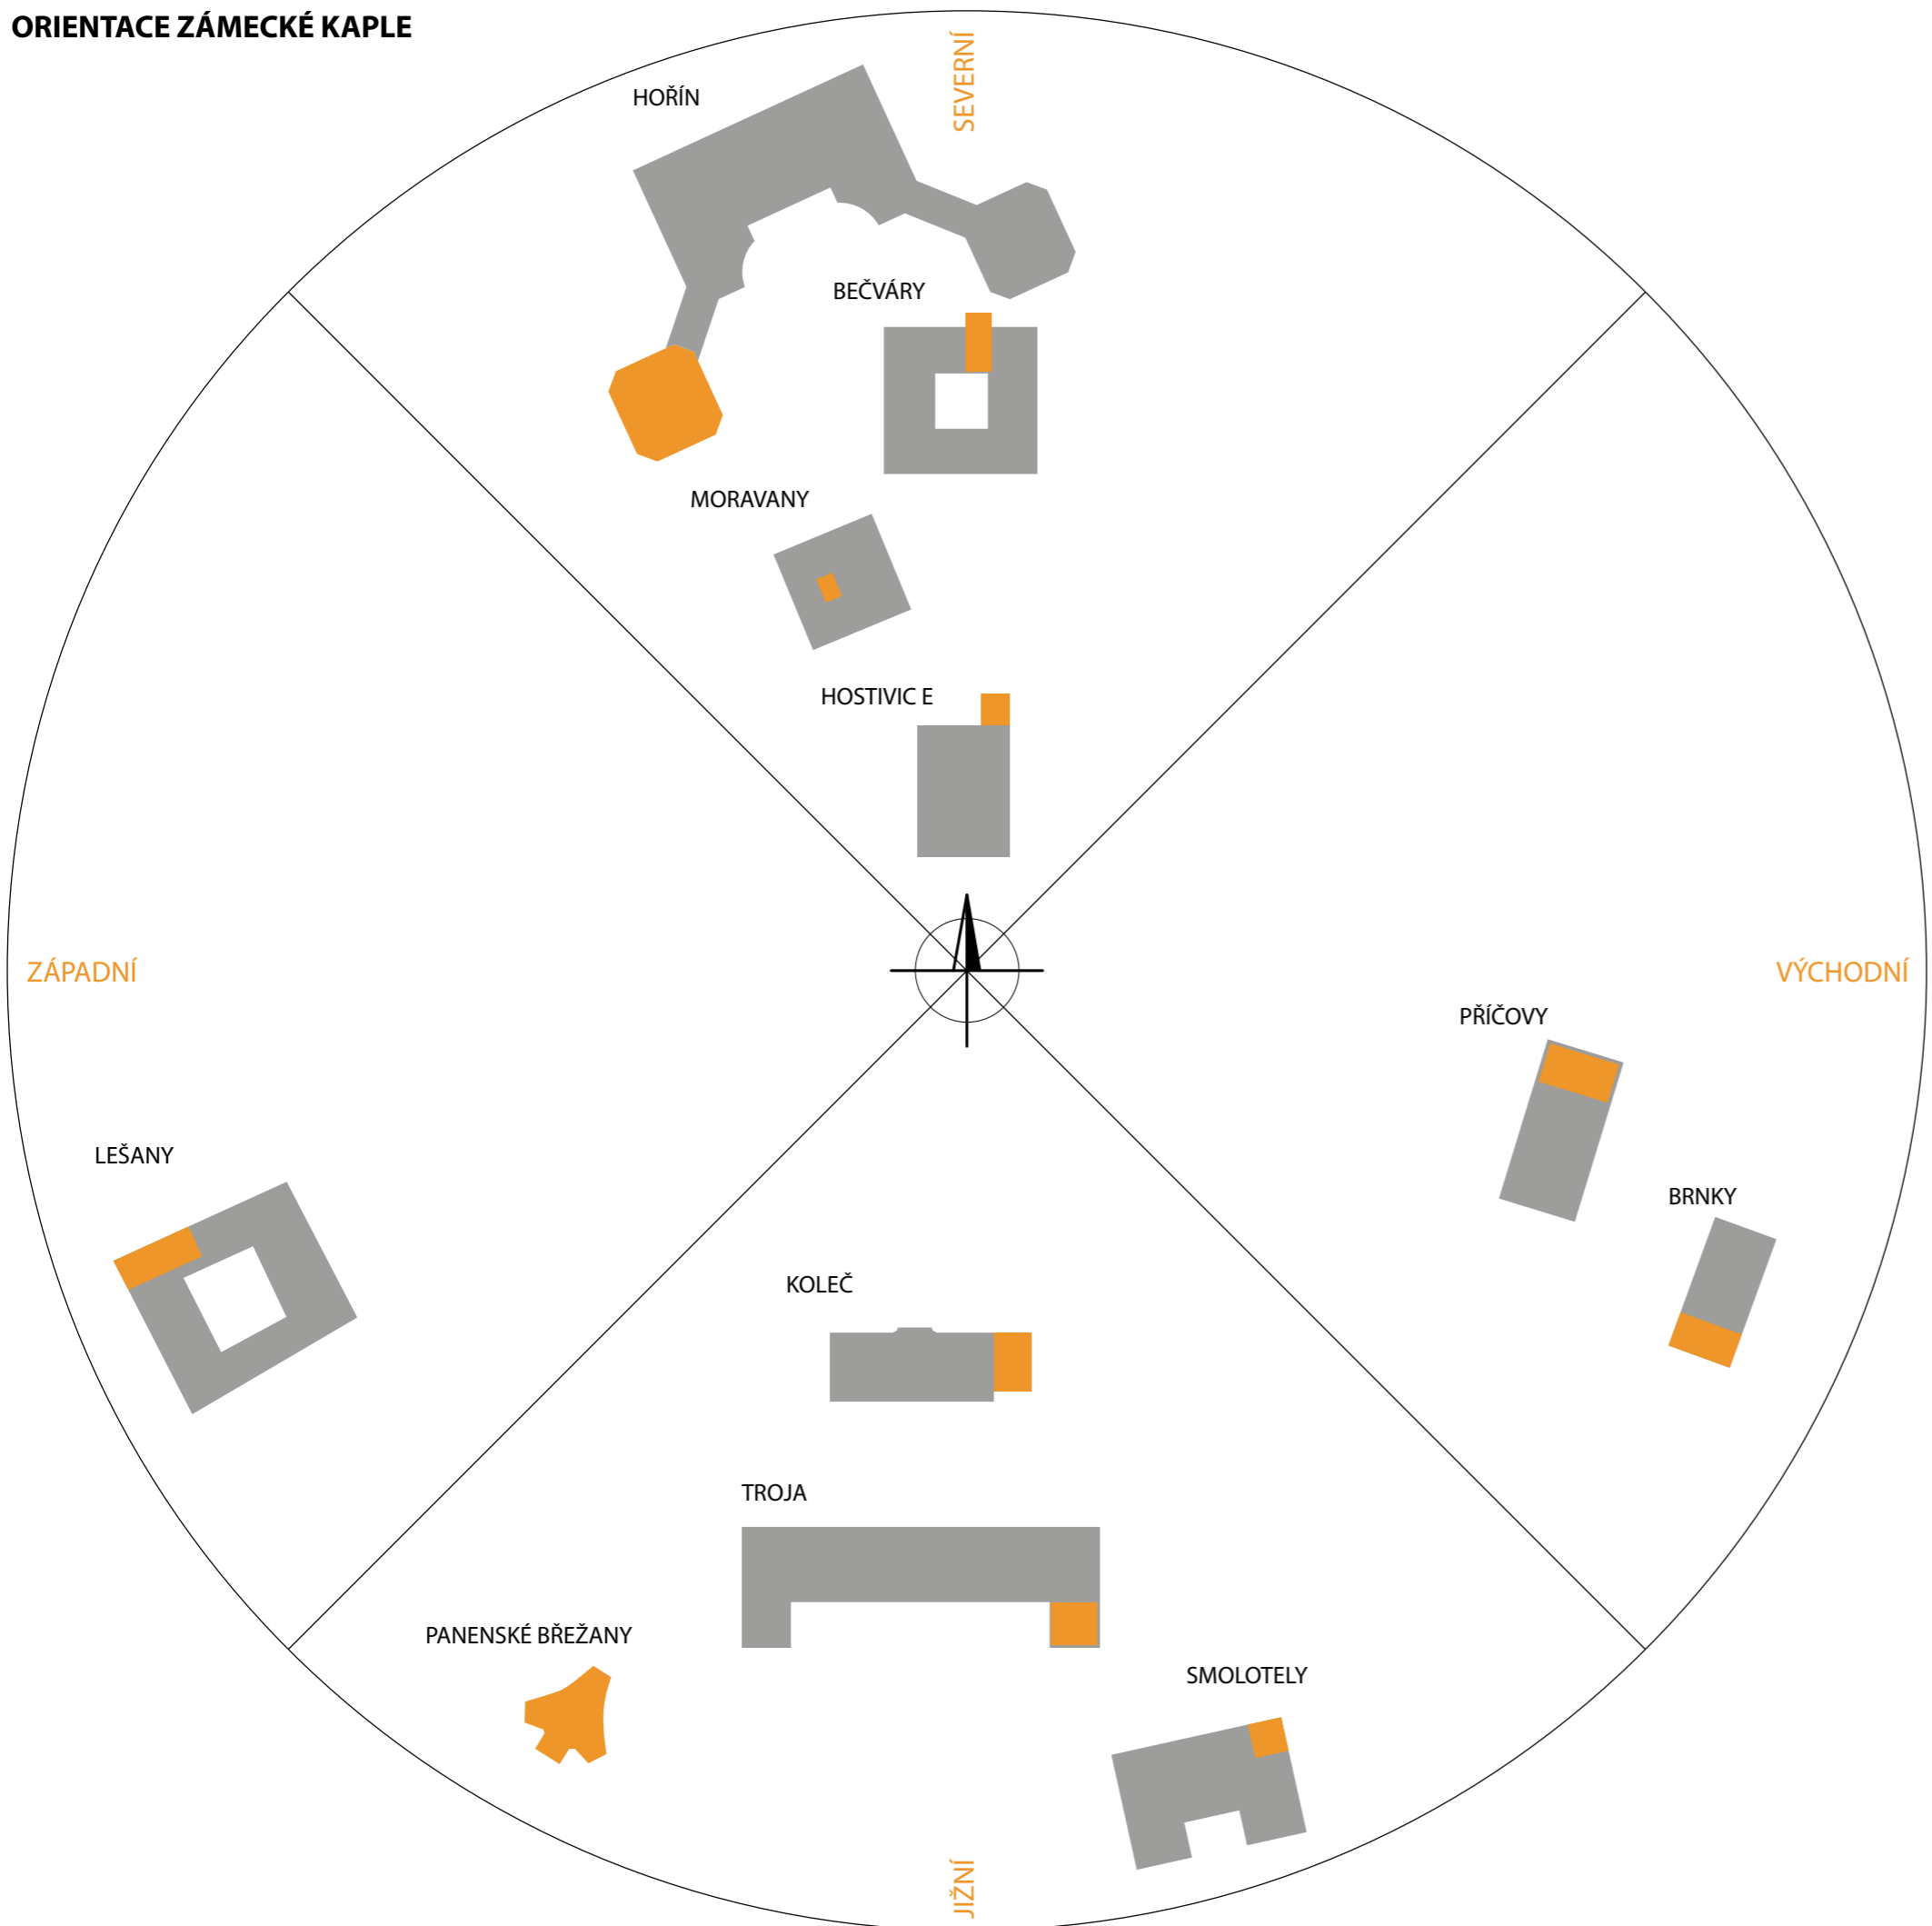 ORIENTACE ZÁMECKÉ KAPLE
SEVERNÍ
HOŘÍN
BEČVÁRY
MORAVANY
HOSTIVIC E
ZÁPADNÍ
VÝCHODNÍ
PŘÍČOVY
LEŠANY
BRNKY
KOLEČ
TROJA
PANENSKÉ BŘEŽANY
SMOLOTELY
JIŽNÍ